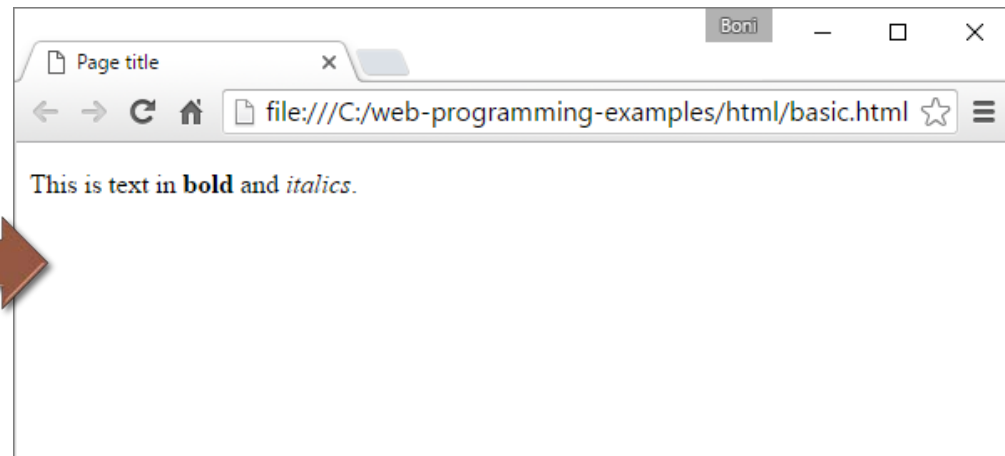 Boni
Page title
file:///C:/web-programming-examples/html/basic.html
This is text in bold and italics.